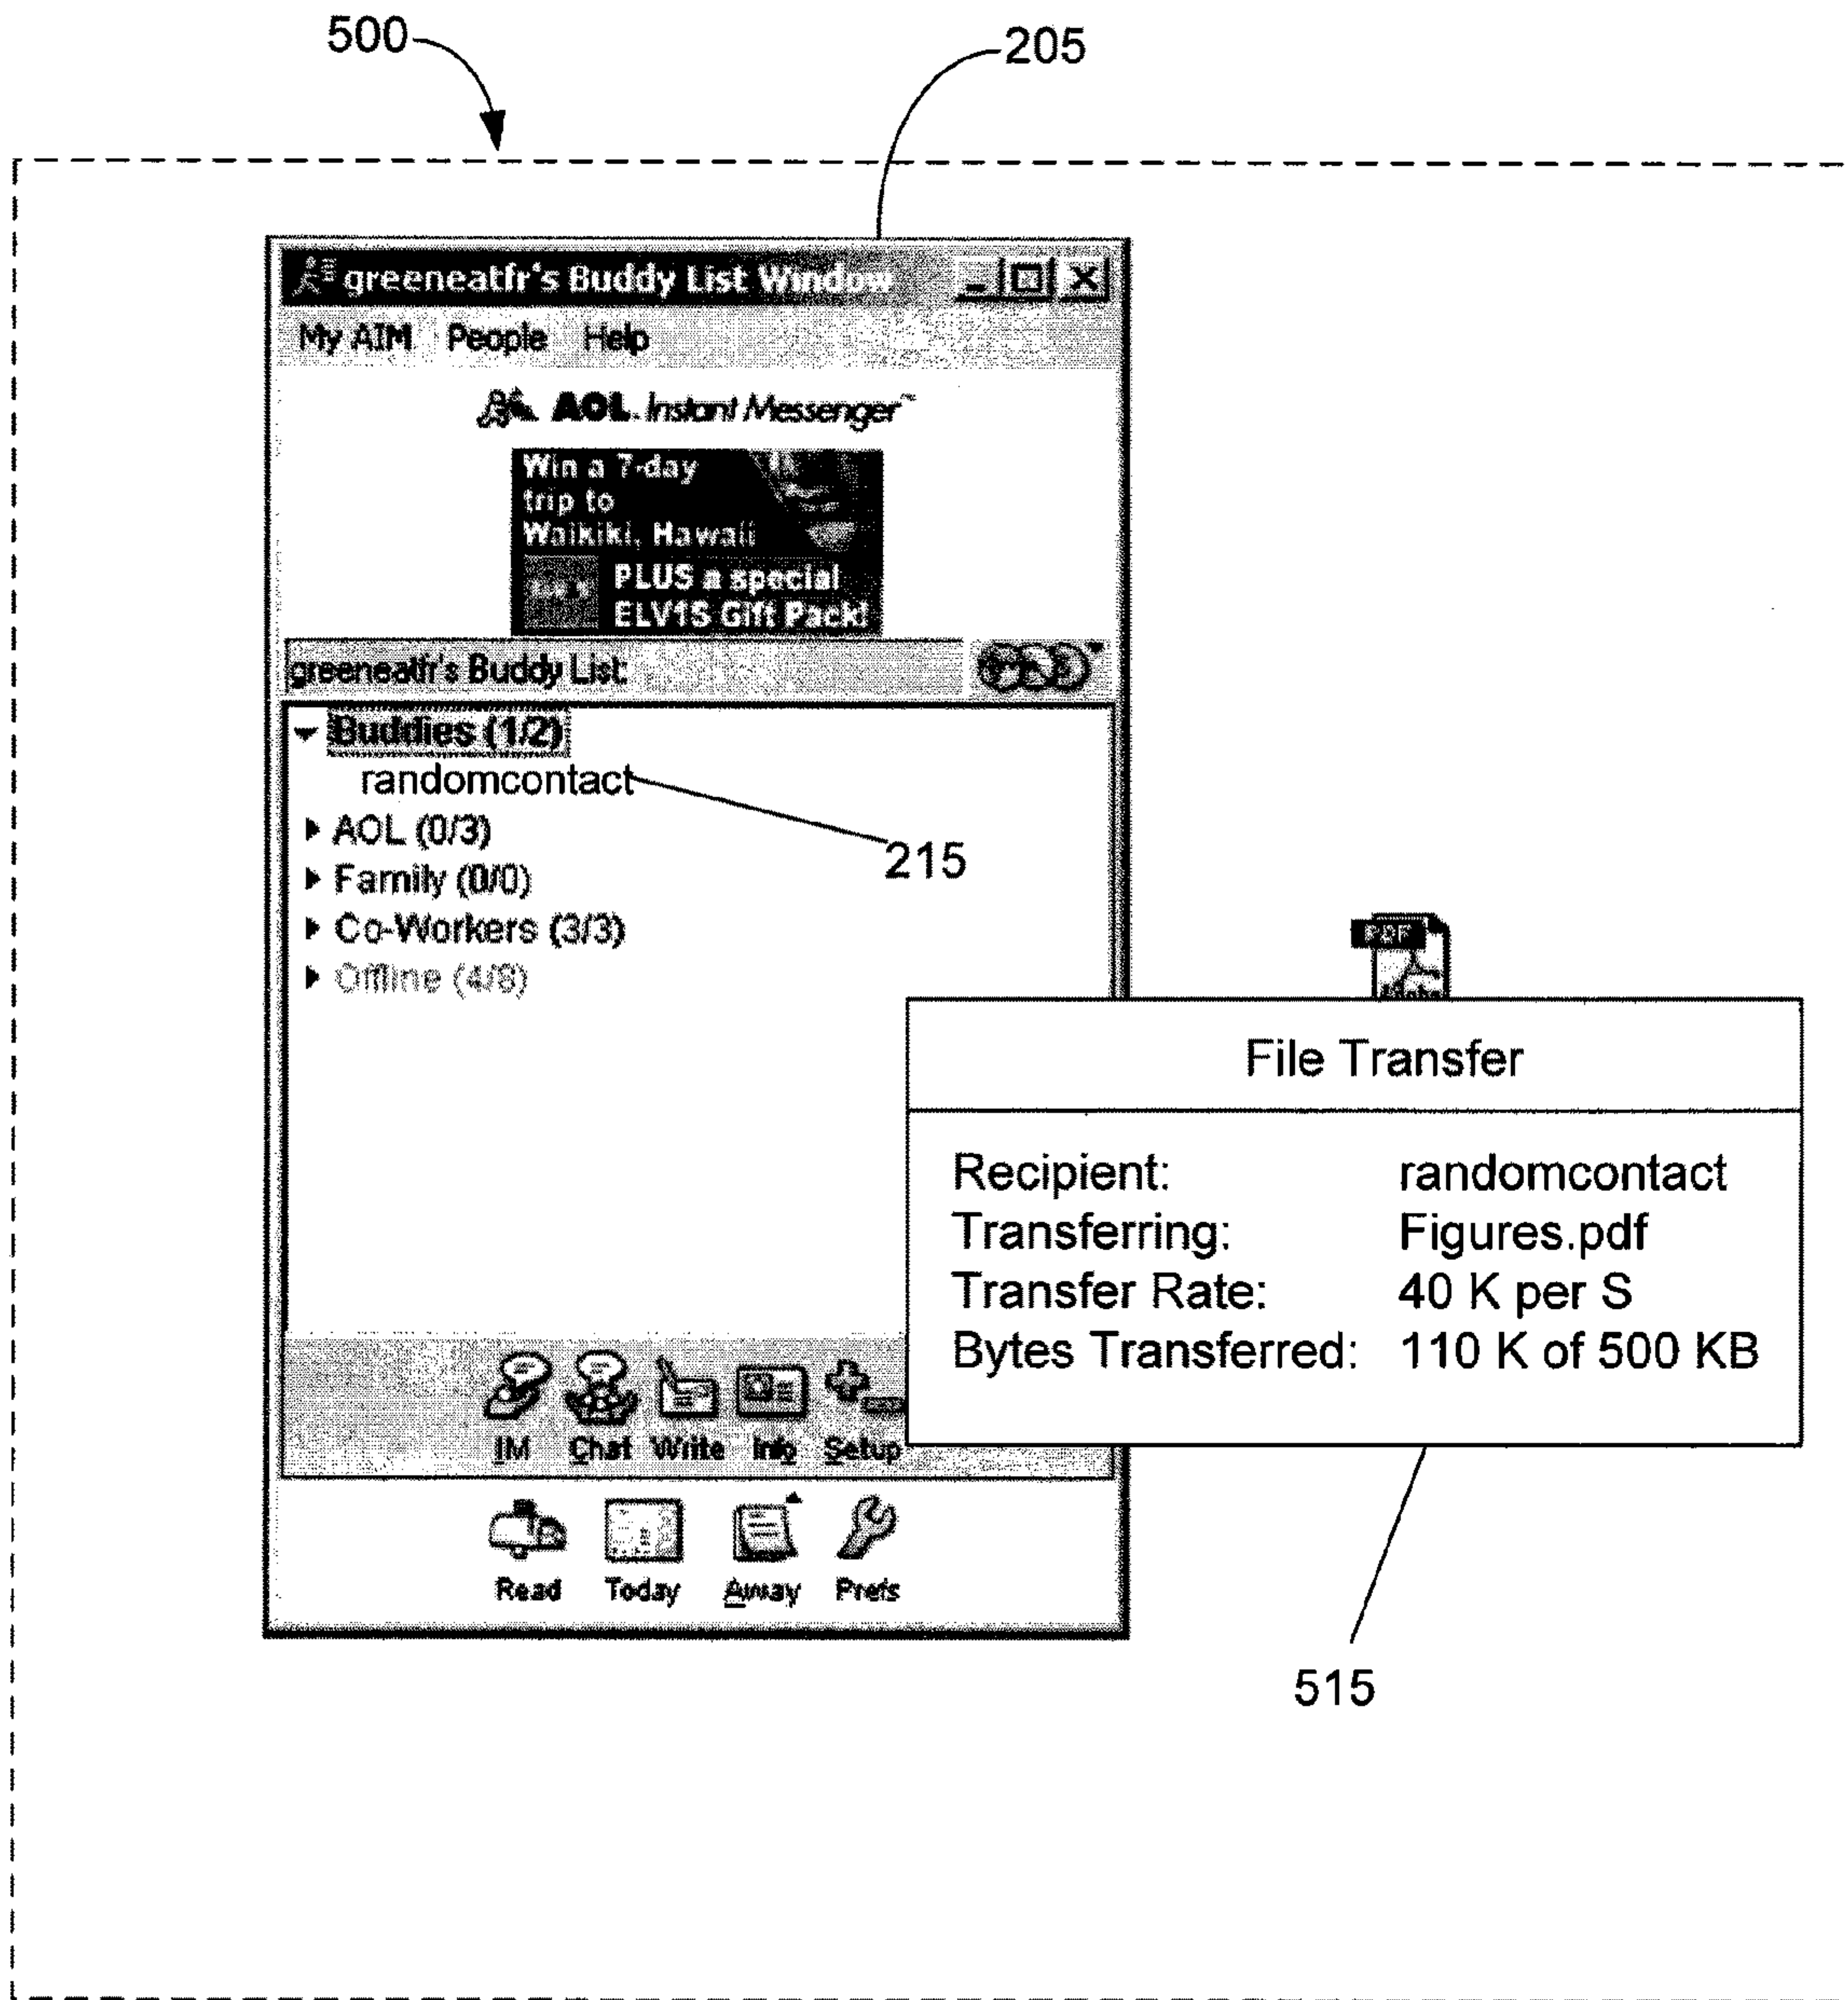 500
205
greeneatfr's Buddy List Window
My AIM People Help
AOL Instant Messenger™
Win a 7-day
trip to
Waikiki, Hawaii
PLUS a special
ELV1S Gift Pack!
greeneatfr's Buddy List:
Buddies (1/2)
randomcontact
AOL (0/3)
215
Family (0/0)
Co-Workers (3/3)
PDF
Offline (4/8)
Adobe
File Transfer
Recipient: randomcontact
Transferring: Figures.pdf
Transfer Rate: 40 K per S
Bytes Transferred: 110 K of 500 KB
IM Chat Write Info Setup
Read Today Away Prefs
515